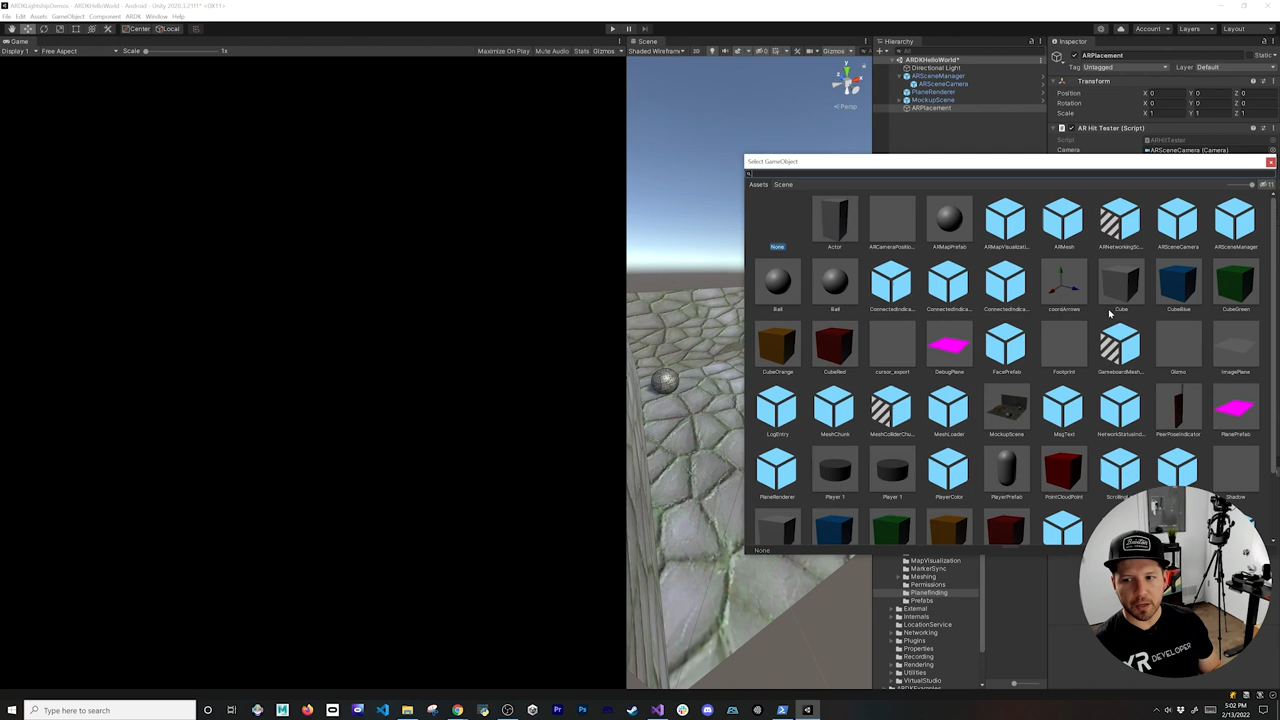 ARDKLightshipDemos - ARDKHelloWorld - Android - Unity 2020.3.21f1* <DX11>
File Edit Assets GameObject Component ARDK Window Help
Center Local Account Layers Layout
Game Scene Hierarchy Inspector
Display 1 Free Aspect Scale 1x Maximize On Play Mute Audio Stats Gizmos
Shaded Wireframe 2D Gizmos
ARDKHelloWorld*
Directional Light
ARSceneManager
ARSceneCamera
PlaneRenderer
MockupScene
ARPlacement
ARPlacement Static
Tag Untagged Layer Default
Transform
Position X 0 Y 0 Z 0
Rotation X 0 Y 0 Z 0
Scale X 1 Y 1 Z 1
AR Hit Tester (Script)
Script ARHitTester
Camera ARSceneCamera (Camera)
y
Persp
Select GameObject
Assets Scene 11
None Actor ARCameraPositio... ARMapPrefab ARMapVisualizati... ARMesh ARNetworkingSc... ARSceneCamera ARSceneManager
Ball Ball ConnectedIndica... ConnectedIndica... ConnectedIndica... coordArrows Cube CubeBlue CubeGreen
CubeOrange CubeRed cursor_export DebugPlane FacePrefab Footprint GameboardMesh... Gizmo ImagePlane
LogEntry MeshChunk MeshColliderChu... MeshLoader MockupScene MsgText NetworkStatusInd... PeerPoseIndicator PlanePrefab
PlaneRenderer Player 1 Player 1 PlayerColor PlayerPrefab PointCloudPoint Shadow
None
MapVisualization
MarkerSync
Meshing
Permissions
Planefinding
Prefabs
External
Internals
LocationService
Networking
Plugins
Properties
Recording
Rendering
Utilities
VirtualStudio
ARDKExamples
XR DEVELOPER
Type here to search
5:02 PM
2/13/2022